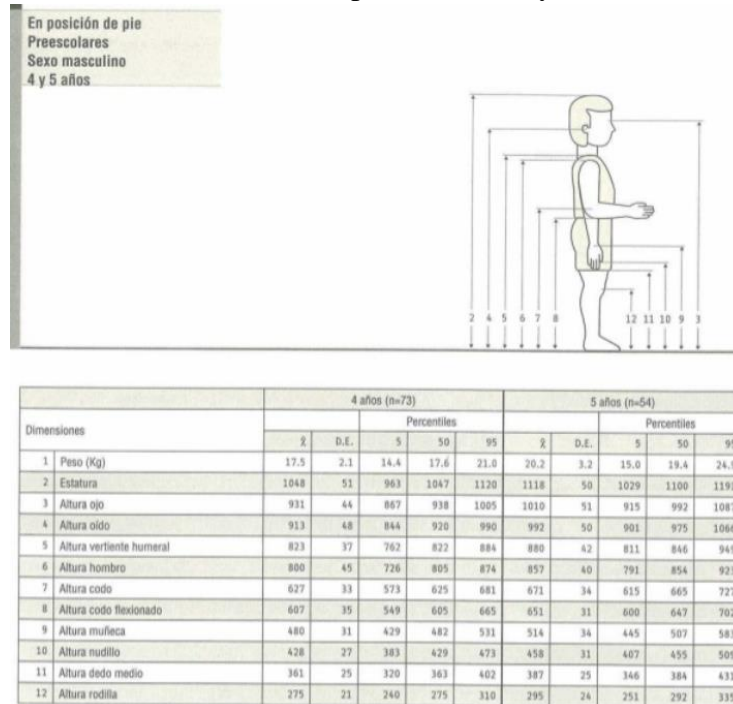 En posición de pie
Preescolares
Sexo masculino
4 y 5 años
2 4 5 6 7 8 12 11 10 9 3
4 años (n=73) 5 años (n=54)
Dimensiones Percentiles Percentiles
x̄ D.E. 5 50 95 x̄ D.E. 5 50
1 Peso (Kg) 17.5 2.1 14.4 17.6 21.0 20.2 3.2 15.0 19.4
2 Estatura 1048 51 963 1047 1120 1118 50 1029 1100
3 Altura ojo 931 44 867 938 1005 1010 51 915 992
4 Altura oído 913 48 844 920 990 992 50 901 975
5 Altura vertiente humeral 823 37 762 822 884 880 42 811 846
6 Altura hombro 800 45 726 805 874 857 40 791 854
7 Altura codo 627 33 573 625 681 671 34 615 665
8 Altura codo flexionado 607 35 549 605 665 651 31 600 647
9 Altura muñeca 480 31 429 482 531 514 34 445 507
10 Altura nudillo 428 27 383 429 473 458 31 407 455
11 Altura dedo medio 361 25 320 363 402 387 25 346 384
12 Altura rodilla 275 21 240 275 310 295 24 251 292